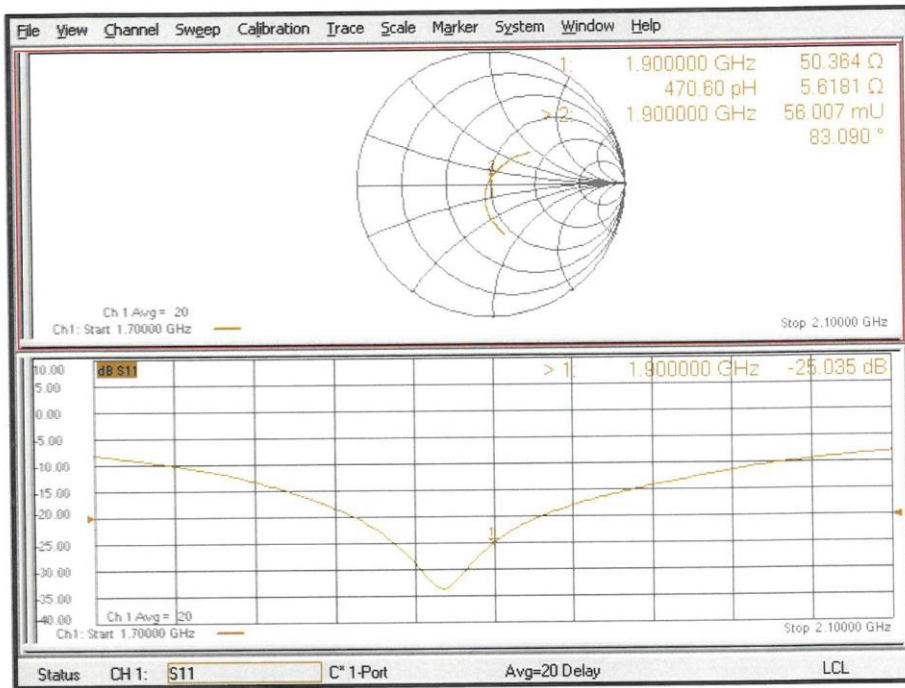 File View Channel Sweep Calibration Trace Scale Marker System Window Help
1: 1.900000 GHz 50.364 Ω
470.60 pH 5.6181 Ω
> 2: 1.900000 GHz 56.007 mU
83.090 °
1
Ch 1 Avg = 20
Ch1: Start 1.70000 GHz
Stop 2.10000 GHz
10.00
dB S11
> 1: 1.900000 GHz -25.035 dB
5.00
0.00
-5.00
-10.00
-15.00
-20.00
-25.00
1
-30.00
-35.00
-40.00
Ch 1 Avg = 20
Ch1: Start 1.70000 GHz
Stop 2.10000 GHz
Status CH 1: S11 C* 1-Port Avg=20 Delay LCL